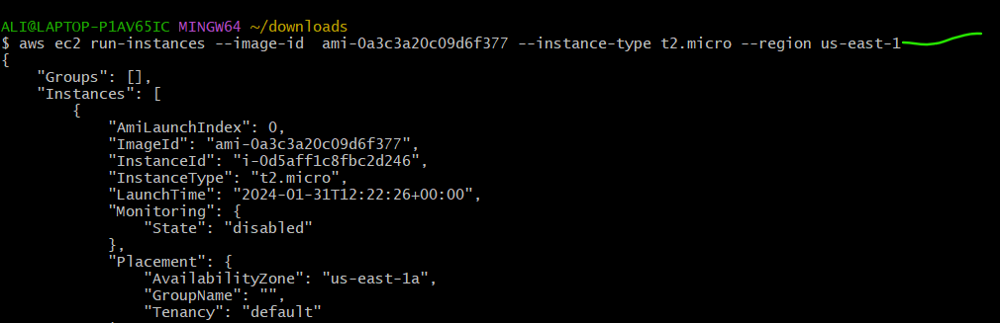 ALI@LAPTOP-P1AV65IC MINGW64 ~/downloads
$ aws ec2 run-instances --image-id  ami-0a3c3a20c09d6f377 --instance-type t2.micro --region us-east-1
{
    "Groups": [],
    "Instances": [
        {
            "AmiLaunchIndex": 0,
            "ImageId": "ami-0a3c3a20c09d6f377",
            "InstanceId": "i-0d5aff1c8fbc2d246",
            "InstanceType": "t2.micro",
            "LaunchTime": "2024-01-31T12:22:26+00:00",
            "Monitoring": {
                "State": "disabled"
            },
            "Placement": {
                "AvailabilityZone": "us-east-1a",
                "GroupName": "",
                "Tenancy": "default"